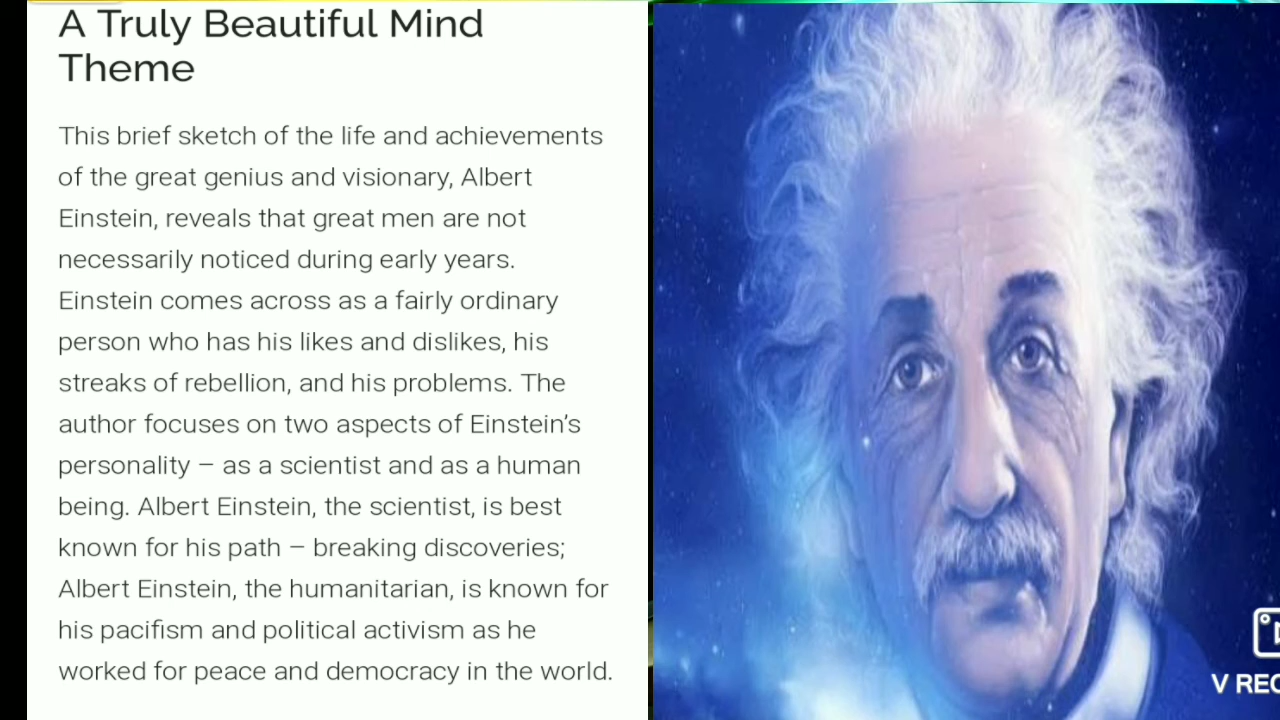 A Truly Beautiful Mind
Theme
This brief sketch of the life and achievements
of the great genius and visionary, Albert
Einstein, reveals that great men are not
necessarily noticed during early years.
Einstein comes across as a fairly ordinary
person who has his likes and dislikes, his
streaks of rebellion, and his problems. The
author focuses on two aspects of Einstein’s
personality – as a scientist and as a human
being. Albert Einstein, the scientist, is best
known for his path – breaking discoveries;
Albert Einstein, the humanitarian, is known for
his pacifism and political activism as he
worked for peace and democracy in the world.
V REC